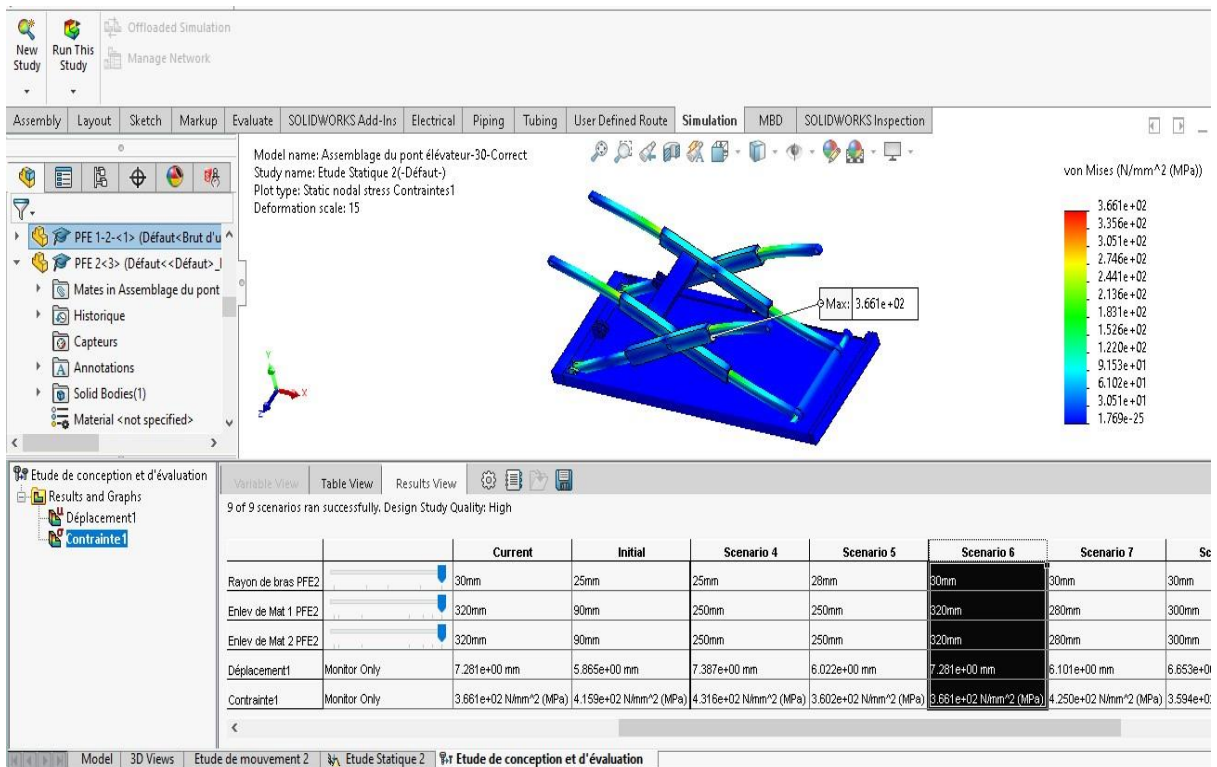 New Study
Run This Study
Offloaded Simulation
Manage Network
Assembly Layout Sketch Markup Evaluate SOLIDWORKS Add-Ins Electrical Piping Tubing User Defined Route Simulation MBD SOLIDWORKS Inspection
PFE 1-2-<1> (Défaut<Brut d'u
PFE 2<3> (Défaut<<Défaut>_
Mates in Assemblage du pont
Historique
Capteurs
Annotations
Solid Bodies(1)
Material <not specified>
Model name: Assemblage du pont élévateur-30-Correct
Study name: Etude Statique 2(-Défaut-)
Plot type: Static nodal stress Contraintes1
Deformation scale: 15
Max: 3.661e+02
Y
X
Z
von Mises (N/mm^2 (MPa))
3.661e+02
3.356e+02
3.051e+02
2.746e+02
2.441e+02
2.136e+02
1.831e+02
1.526e+02
1.220e+02
9.153e+01
6.102e+01
3.051e+01
1.769e-25
Etude de conception et d'évaluation
Results and Graphs
Déplacement1
Contrainte1
Variable View Table View Results View
9 of 9 scenarios ran successfully. Design Study Quality: High
Current Initial Scenario 4 Scenario 5 Scenario 6 Scenario 7 Sc
Rayon de bras PFE2 30mm 25mm 25mm 28mm 30mm 30mm 30mm
Enlev de Mat 1 PFE2 320mm 90mm 250mm 250mm 320mm 280mm 300mm
Enlev de Mat 2 PFE2 320mm 90mm 250mm 250mm 320mm 280mm 300mm
Déplacement1 Monitor Only 7.281e+00 mm 5.865e+00 mm 7.387e+00 mm 6.022e+00 mm 7.281e+00 mm 6.101e+00 mm 6.653e+0
Contrainte1 Monitor Only 3.661e+02 N/mm^2 (MPa) 4.159e+02 N/mm^2 (MPa) 4.316e+02 N/mm^2 (MPa) 3.602e+02 N/mm^2 (MPa) 3.661e+02 N/mm^2 (MPa) 4.250e+02 N/mm^2 (MPa) 3.594e+0
Model 3D Views Etude de mouvement 2 Etude Statique 2 Etude de conception et d'évaluation